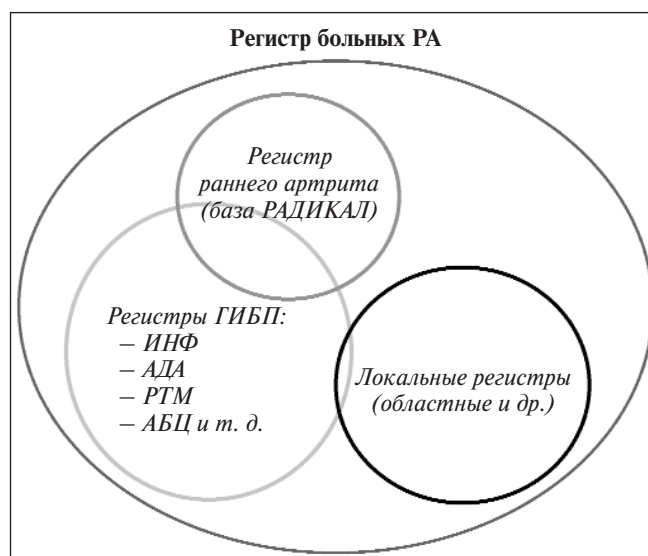 Регистр больных РА
Регистр
раннего артрита
(база РАДИКАЛ)
Регистры ГИБП:
– ИНФ
– АДА
– РТМ
– АБЦ и т. д.
Локальные регистры
(областные и др.)